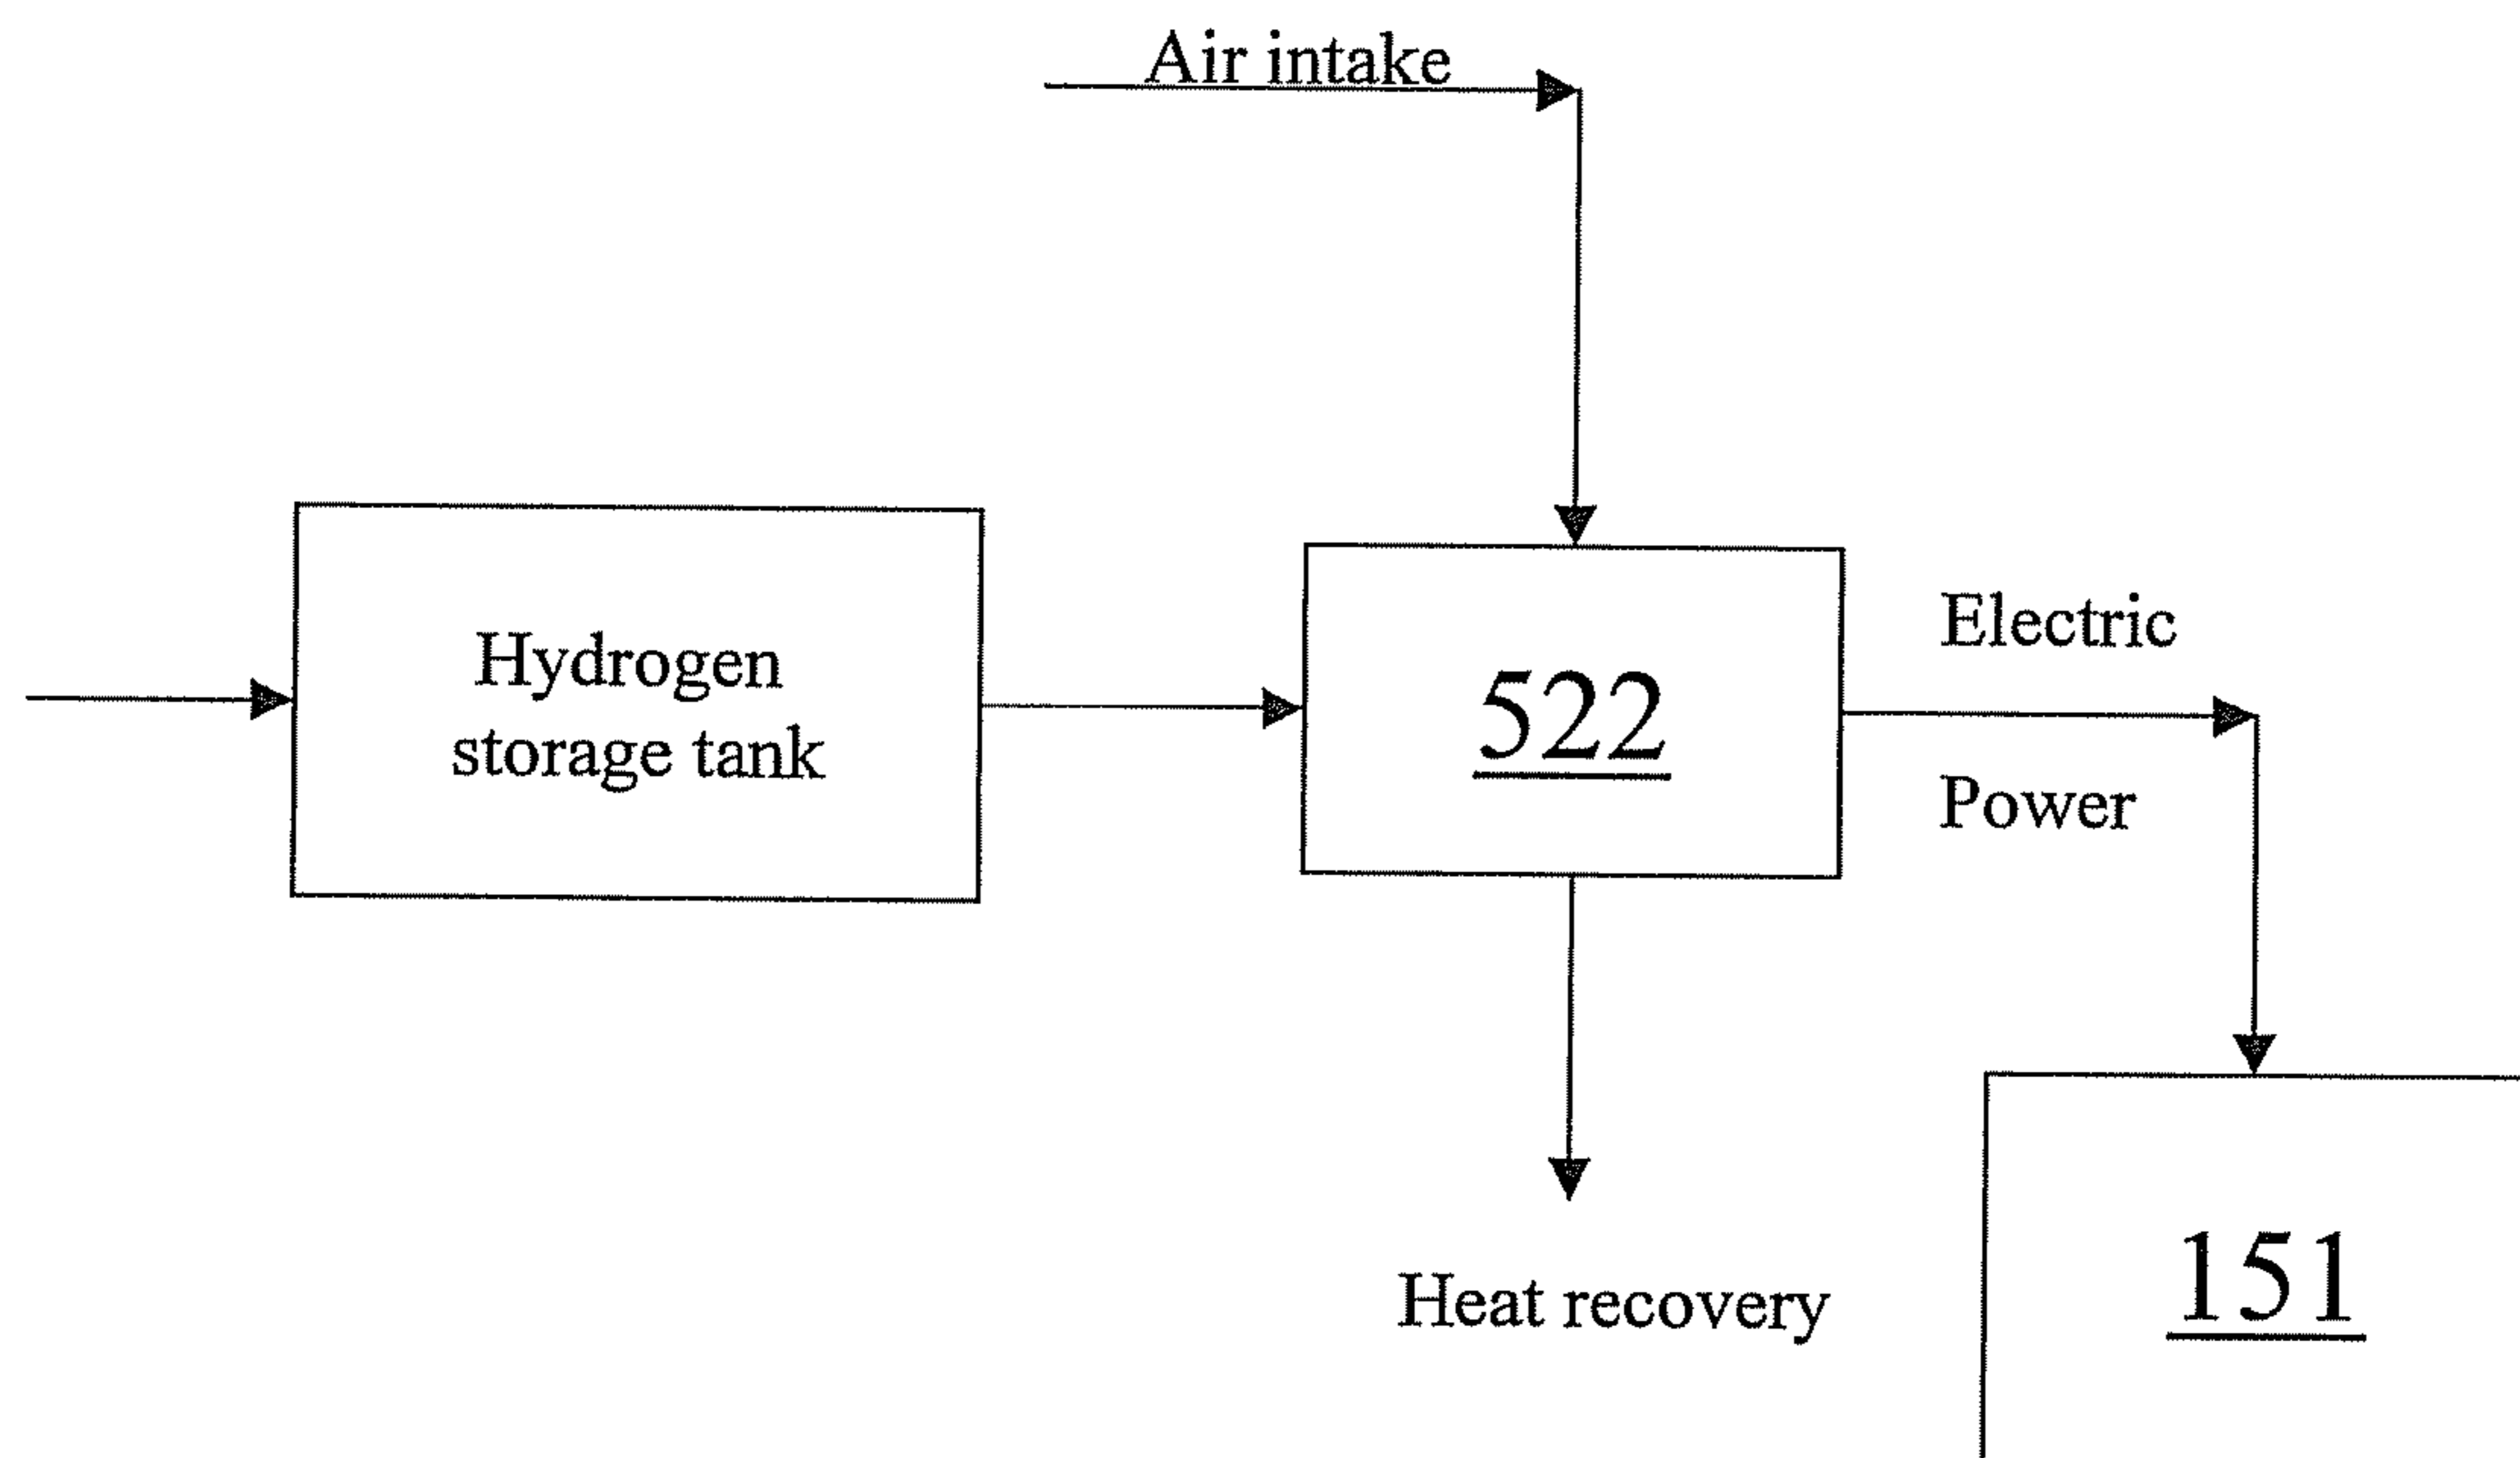 Air intake
Hydrogen
storage tank
522
Electric
Power
Heat recovery
151